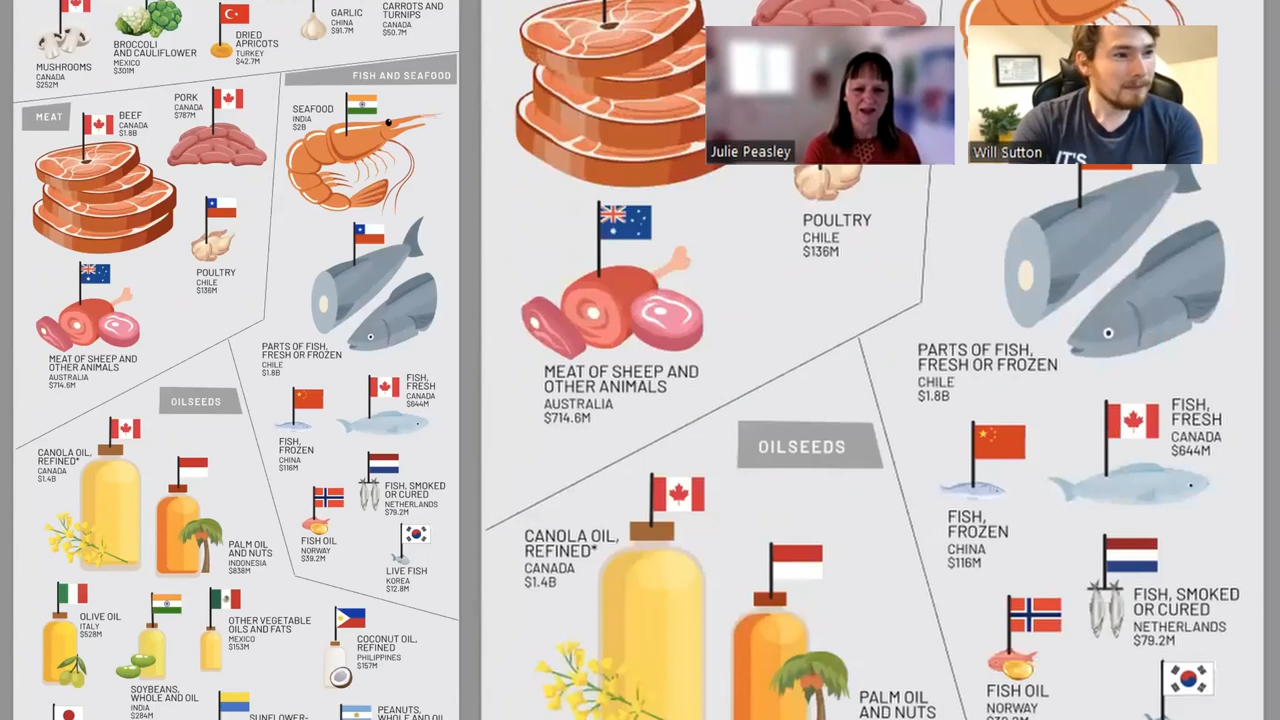 MUSHROOMS
CANADA
$252M
BROCCOLI
AND CAULIFLOWER
MEXICO
$301M
DRIED
APRICOTS
TURKEY
$42.7M
GARLIC
CHINA
$91.7M
CARROTS AND
TURNIPS
CANADA
$50.7M
FISH AND SEAFOOD
MEAT
BEEF
CANADA
$1.8B
PORK
CANADA
$787M
SEAFOOD
INDIA
$2B
POULTRY
CHILE
$136M
MEAT OF SHEEP AND
OTHER ANIMALS
AUSTRALIA
$714.6M
PARTS OF FISH,
FRESH OR FROZEN
CHILE
$1.8B
OILSEEDS
FISH,
FRESH
CANADA
$644M
FISH,
FROZEN
CHINA
$116M
CANOLA OIL,
REFINED*
CANADA
$1.4B
FISH, SMOKED
OR CURED
NETHERLANDS
$79.2M
FISH OIL
NORWAY
$39.2M
PALM OIL
AND NUTS
INDONESIA
$838M
LIVE FISH
KOREA
$12.8M
OLIVE OIL
ITALY
$528M
OTHER VEGETABLE
OILS AND FATS
MEXICO
$153M
COCONUT OIL,
REFINED
PHILIPPINES
$157M
SOYBEANS,
WHOLE AND OIL
INDIA
$284M
SUNFLOWER-
PEANUTS,
WHOLE AND OIL
Julie Peasley
Will Sutton
IT'S
POULTRY
CHILE
$136M
MEAT OF SHEEP AND
OTHER ANIMALS
AUSTRALIA
$714.6M
PARTS OF FISH,
FRESH OR FROZEN
CHILE
$1.8B
OILSEEDS
FISH,
FRESH
CANADA
$644M
FISH,
FROZEN
CHINA
$116M
CANOLA OIL,
REFINED*
CANADA
$1.4B
FISH, SMOKED
OR CURED
NETHERLANDS
$79.2M
FISH OIL
NORWAY
PALM OIL
AND NUTS